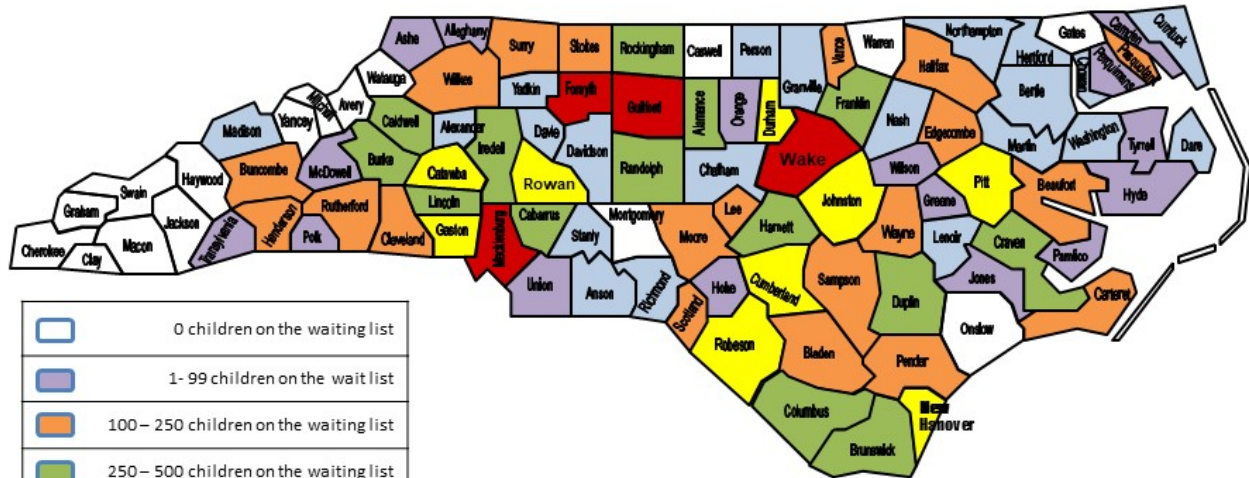 Ashe
Alleghany
Surry
Stokes
Rockingham
Caswell
Person
Granville
Vance
Warren
Northampton
Halifax
Hertford
Gates
Camden
Currituck
Pasquotank
Perquimans
Chowan
Bertie
Watauga
Wilkes
Yadkin
Forsyth
Guilford
Alamance
Orange
Durham
Franklin
Nash
Edgecombe
Martin
Washington
Tyrrell
Dare
Mitchell
Avery
Yancey
Madison
Caldwell
Alexander
Iredell
Davie
Davidson
Randolph
Chatham
Wake
Wilson
Pitt
Beaufort
Hyde
Haywood
Buncombe
McDowell
Burke
Catawba
Rowan
Johnston
Greene
Swain
Graham
Cherokee
Clay
Macon
Jackson
Transylvania
Henderson
Polk
Rutherford
Cleveland
Lincoln
Gaston
Mecklenburg
Cabarrus
Stanly
Montgomery
Moore
Lee
Harnett
Wayne
Lenoir
Craven
Pamlico
Jones
Carteret
Union
Anson
Richmond
Scotland
Hoke
Cumberland
Sampson
Duplin
Onslow
Robeson
Bladen
Pender
Columbus
Brunswick
New
Hanover
0 children on the waiting list
1- 99 children on the wait list
100 – 250 children on the waiting list
250 – 500 children on the waiting list